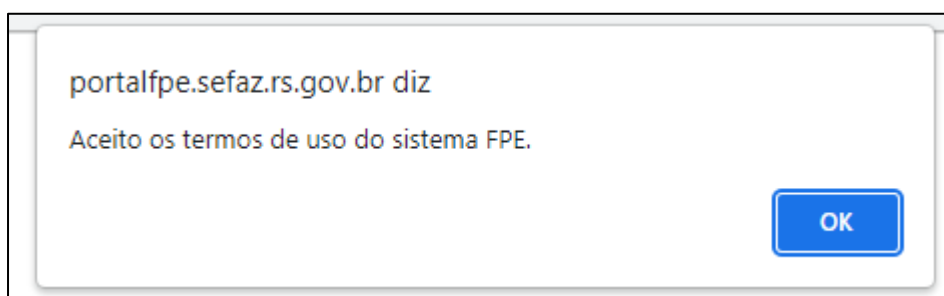 portalfpe.sefaz.rs.gov.br diz
Aceito os termos de uso do sistema FPE.
OK